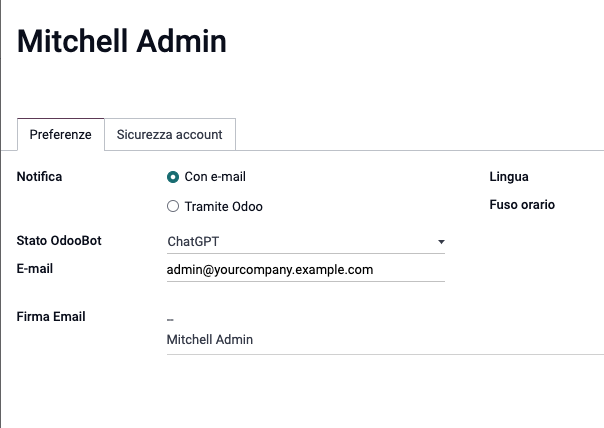 Mitchell Admin
Preferenze Sicurezza account
Notifica Con e-mail Lingua
Tramite Odoo Fuso orario
Stato OdooBot ChatGPT
E-mail admin@yourcompany.example.com
Firma Email --
Mitchell Admin